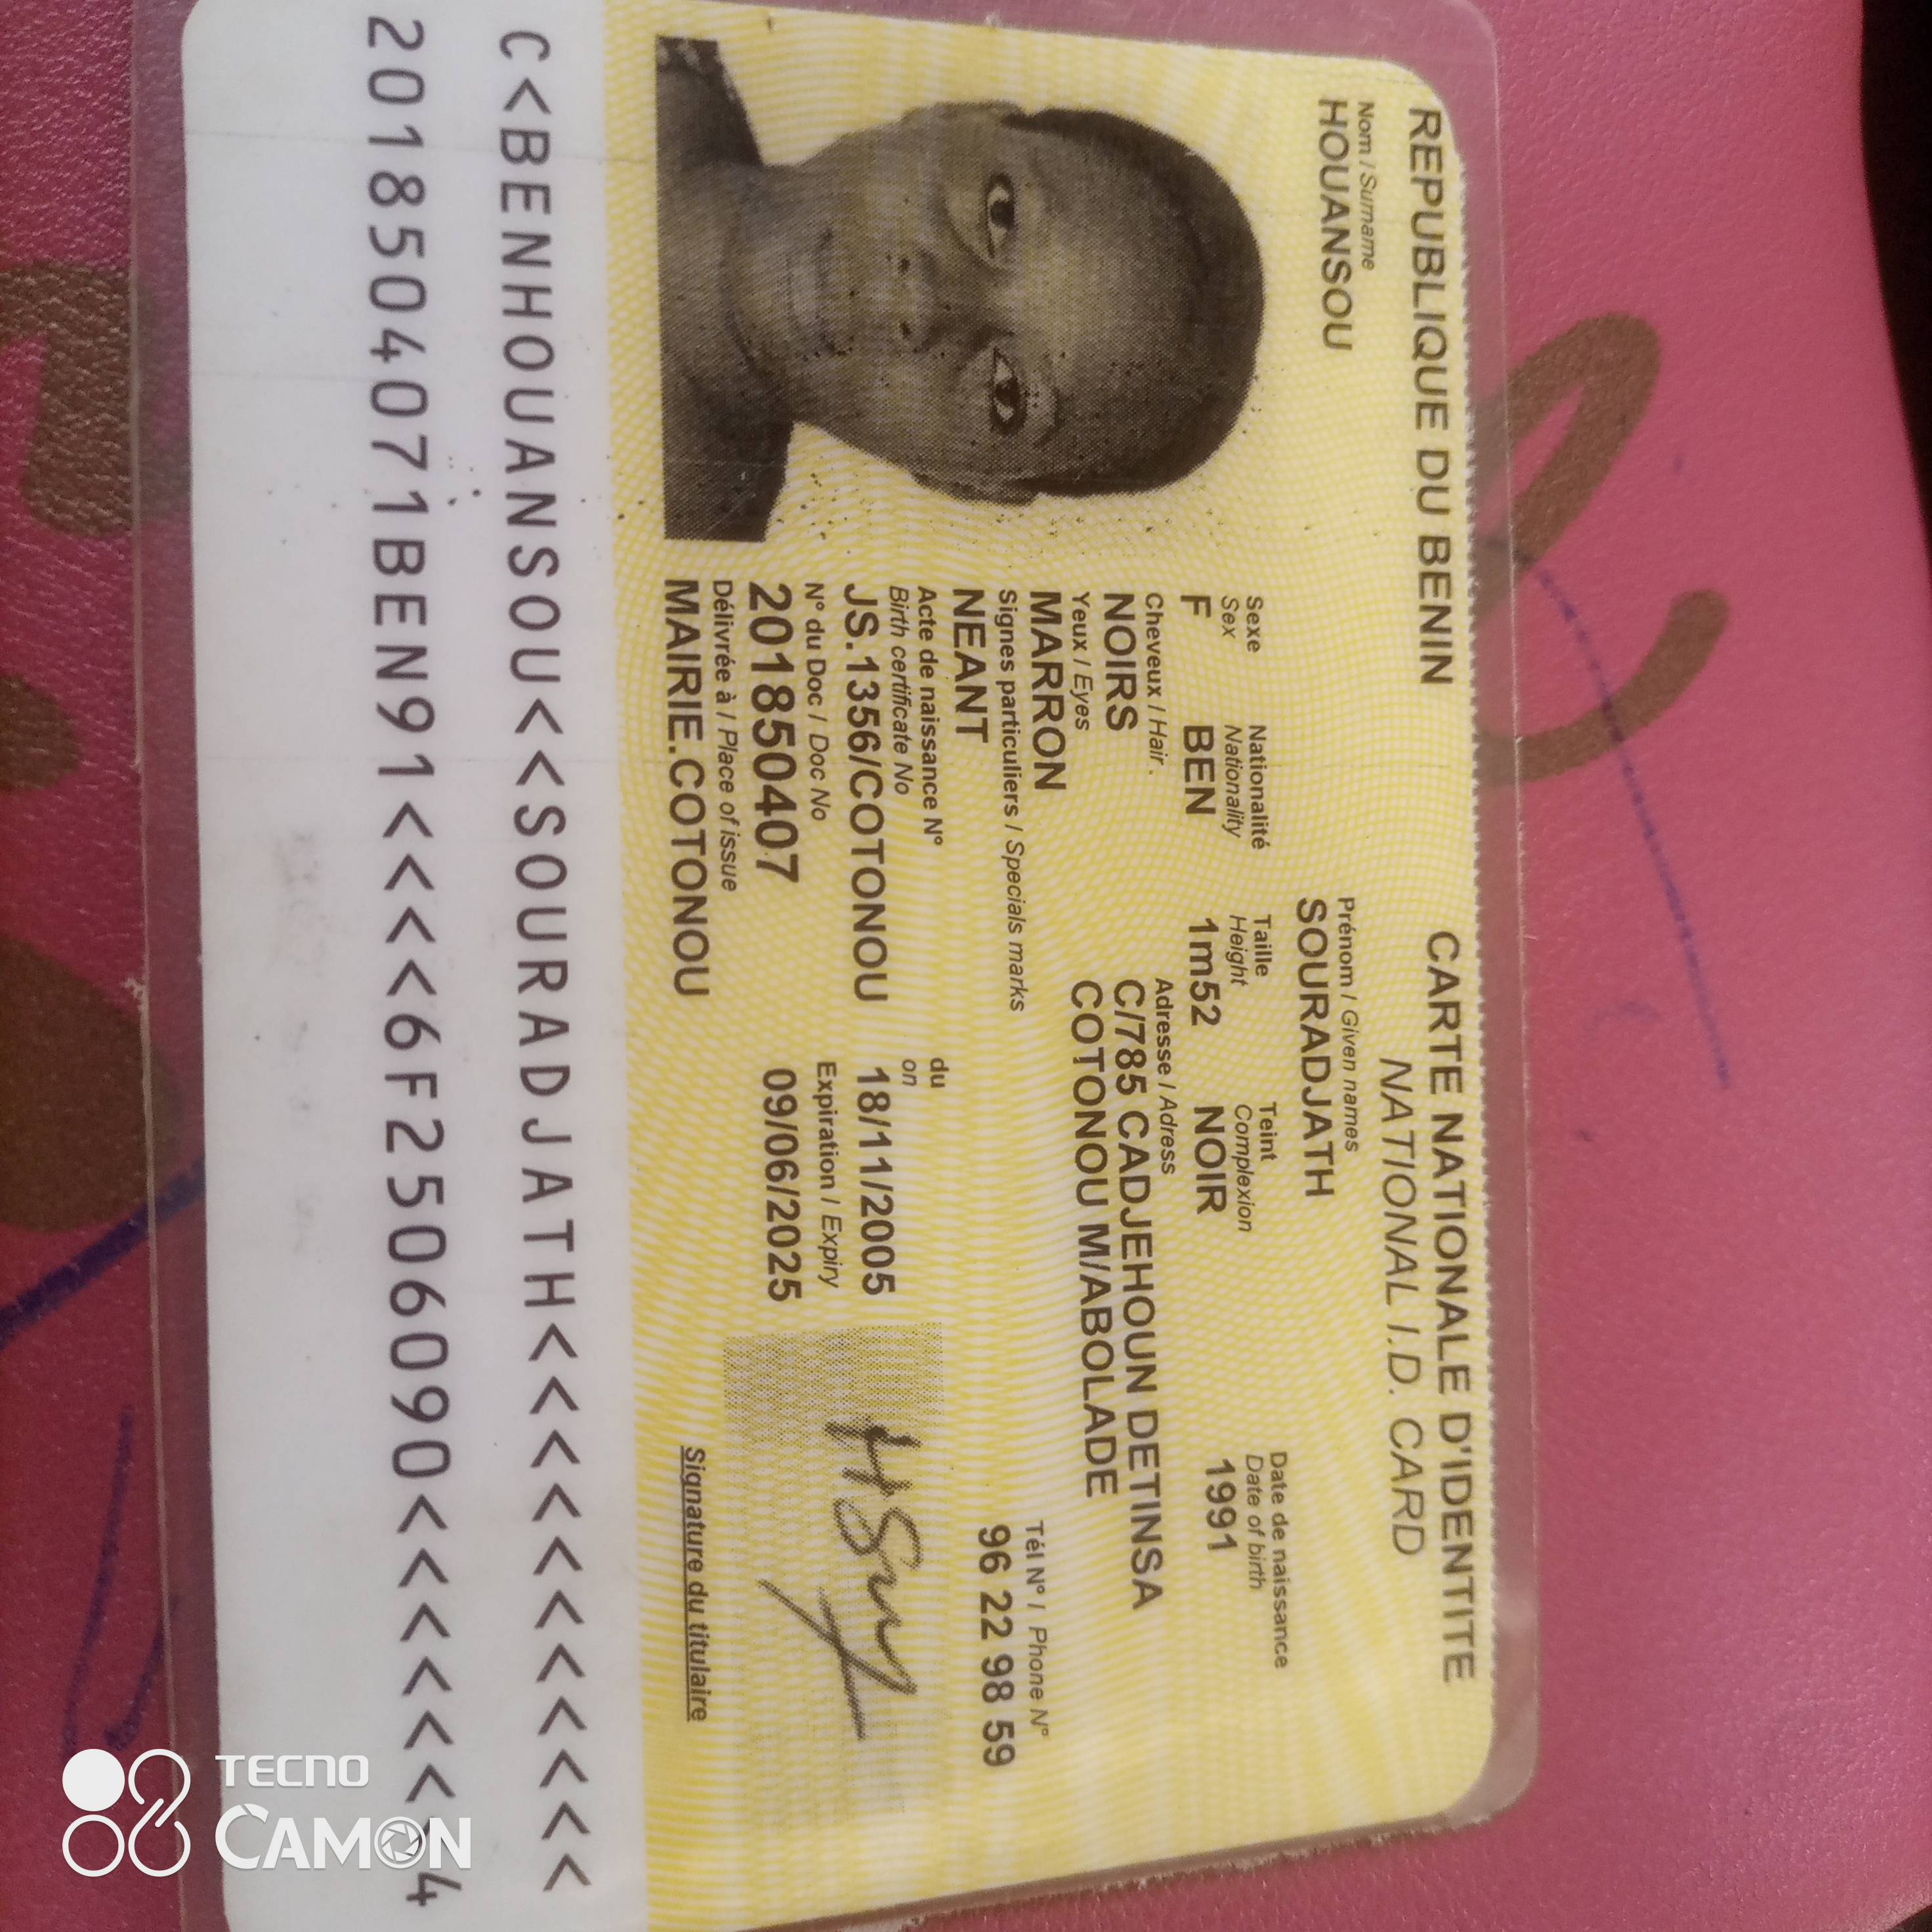 REPUBLIQUE DU BENIN
CARTE NATIONALE D'IDENTITE
NATIONAL I.D. CARD
Nom / Surname
HOUANSOU
Prénom / Given names
SOURADJATH
Sexe
Sex
F
Nationalité
Nationality
BEN
Taille
Height
1m52
Teint
Complexion
NOIR
Date de naissance
Date of birth
1991
Cheveux / Hair .
NOIRS
Adresse / Adress
C/785 CADJEHOUN DETINSA
COTONOU M/ABOLADE
Yeux / Eyes
MARRON
Signes particuliers / Specials marks
NEANT
Tél N° / Phone N°
96 22 98 59
Acte de naissance N°
Birth certificate No
JS.1356/COTONOU
du
on
18/11/2005
N° du Doc / Doc No
201850407
Expiration / Expiry
09/06/2025
Délivrée à / Place of issue
MAIRIE.COTONOU
Signature du titulaire
C<BENHOUANSOU<<SOURADJATH<<<<<<<<<<<
2018504071BEN91<<<<6F2506090<<<<<<<4
TECNO
CAMON